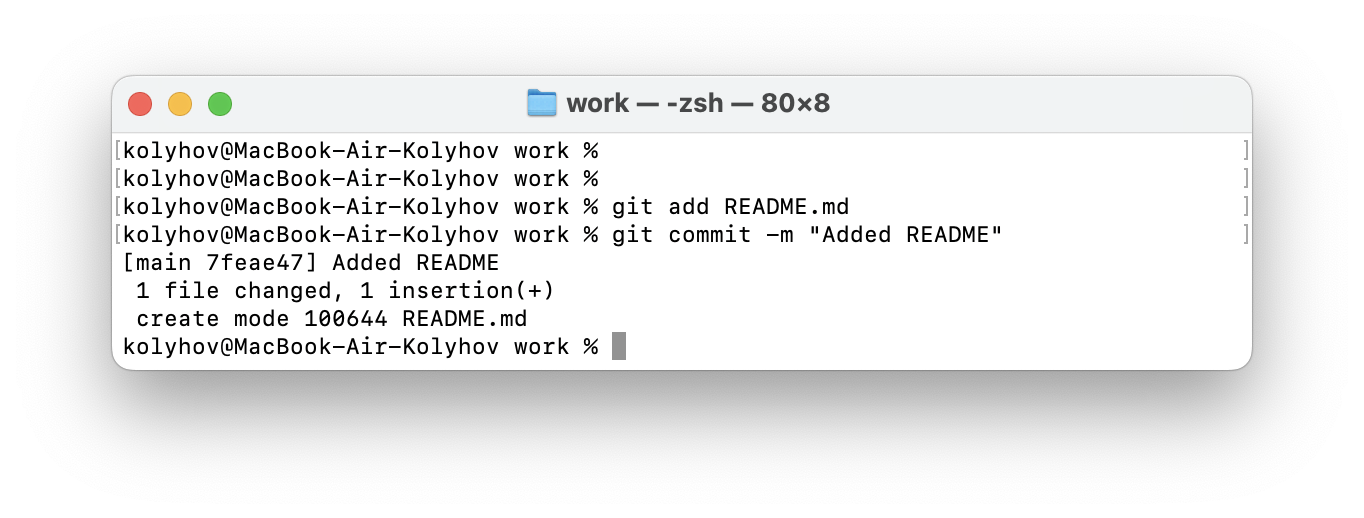 work — -zsh — 80×8
[kolyhov@MacBook-Air-Kolyhov work % ]
[kolyhov@MacBook-Air-Kolyhov work % ]
[kolyhov@MacBook-Air-Kolyhov work % git add README.md ]
[kolyhov@MacBook-Air-Kolyhov work % git commit -m "Added README" ]
[main 7feae47] Added README
 1 file changed, 1 insertion(+)
 create mode 100644 README.md
kolyhov@MacBook-Air-Kolyhov work %